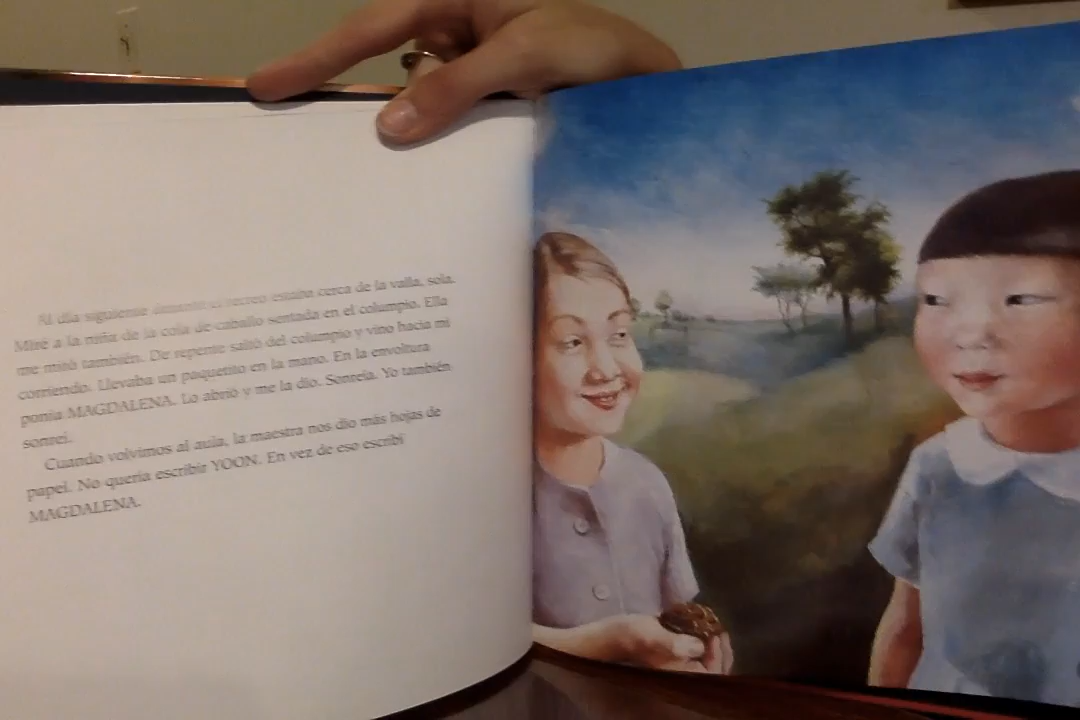 Al día siguiente durante el recreo estaba cerca de la valla, sola.
Miré a la niña de la cola de caballo sentada en el columpio. Ella
me miró también. De repente saltó del columpio y vino hacia mí
corriendo. Llevaba un paquetito en la mano. En la envoltura
ponía MAGDALENA. Lo abrió y me la dio. Sonreía. Yo también
sonreí.
Cuando volvimos al aula, la maestra nos dio más hojas de
papel. No quería escribir YOON. En vez de eso escribí
MAGDALENA.